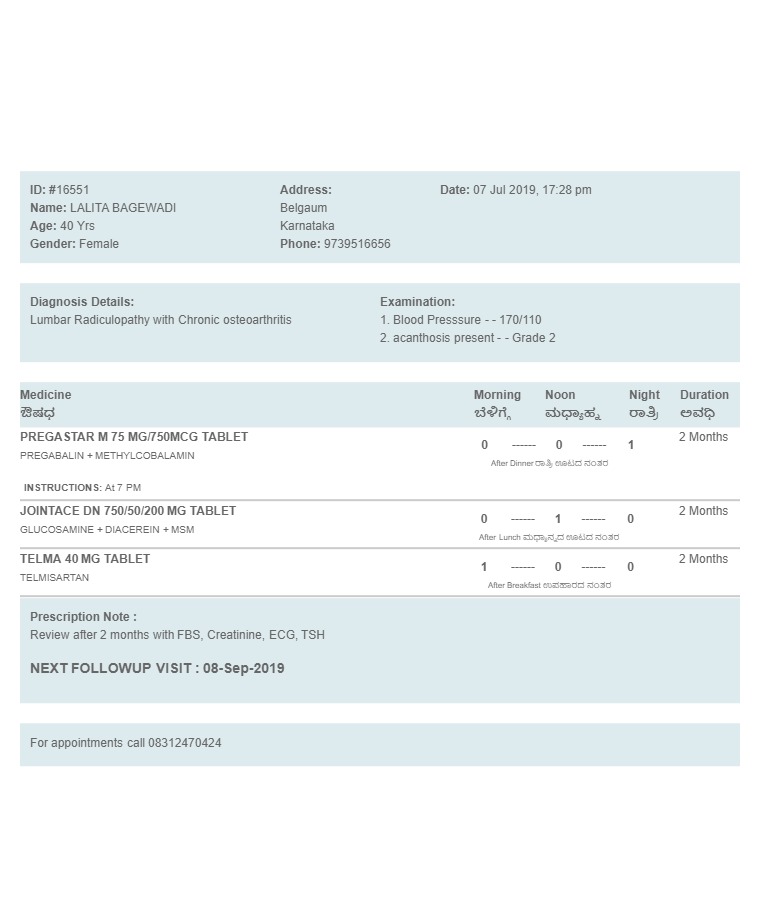 ID: #16551 Address: Date: 07 Jul 2019, 17:28 pm
Name: LALITA BAGEWADI Belgaum
Age: 40 Yrs Karnataka
Gender: Female Phone: 9739516656
Diagnosis Details: Examination:
Lumbar Radiculopathy with Chronic osteoarthritis 1. Blood Presssure - - 170/110
2. acanthosis present - - Grade 2
Medicine Morning Noon Night Duration
ಔಷಧ ಬೆಳಿಗ್ಗೆ ಮಧ್ಯಾಹ್ನ ರಾತ್ರಿ ಅವಧಿ
PREGASTAR M 75 MG/750MCG TABLET 0 ------ 0 ------ 1 2 Months
PREGABALIN + METHYLCOBALAMIN After Dinner ರಾತ್ರಿ ಊಟದ ನಂತರ
INSTRUCTIONS: At 7 PM
JOINTACE DN 750/50/200 MG TABLET 0 ------ 1 ------ 0 2 Months
GLUCOSAMINE + DIACEREIN + MSM After Lunch ಮಧ್ಯಾನ್ಹದ ಊಟದ ನಂತರ
TELMA 40 MG TABLET 1 ------ 0 ------ 0 2 Months
TELMISARTAN After Breakfast ಉಪಹಾರದ ನಂತರ
Prescription Note :
Review after 2 months with FBS, Creatinine, ECG, TSH
NEXT FOLLOWUP VISIT : 08-Sep-2019
For appointments call 08312470424